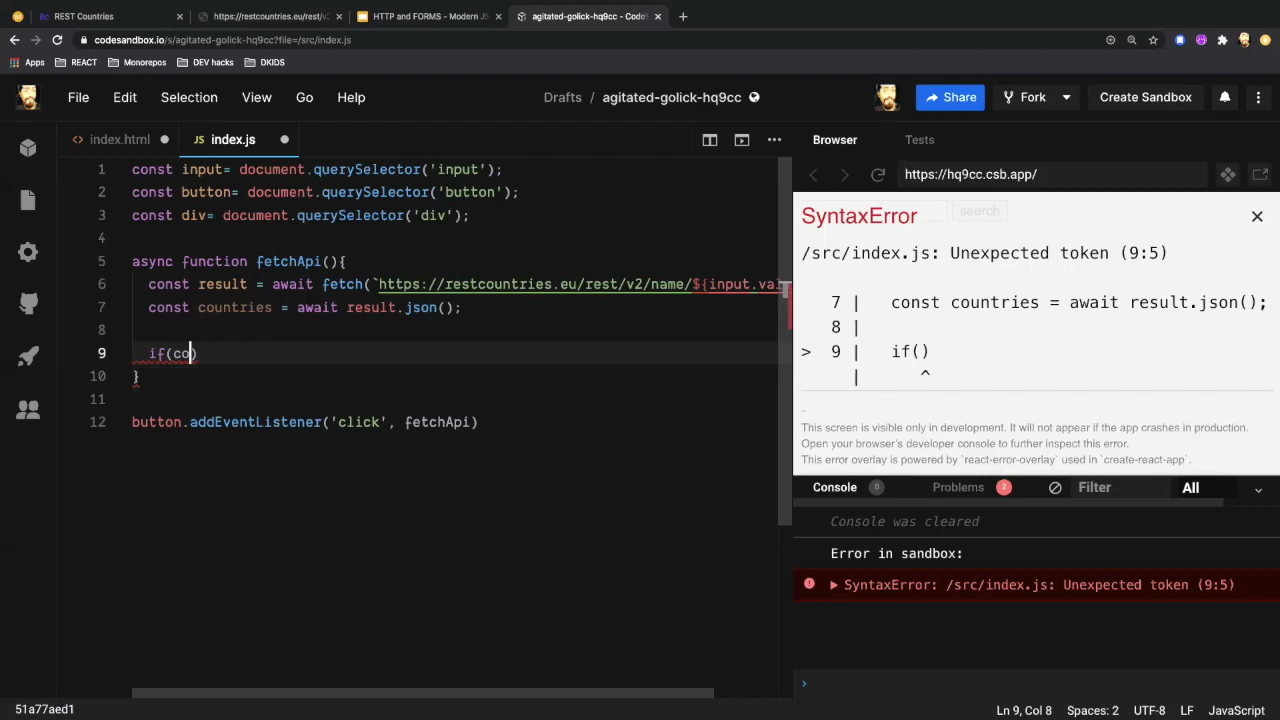 REST Countries
https://restcountries.eu/rest/v2
HTTP and FORMS - Modern JS
agitated-golick-hq9cc - CodeS
codesandbox.io/s/agitated-golick-hq9cc?file=/src/index.js
Apps REACT Monorepos DEV hacks DKIDS
File Edit Selection View Go Help
Drafts / agitated-golick-hq9cc
Share Fork Create Sandbox
index.html JS index.js
Browser Tests
https://hq9cc.csb.app/
1 const input= document.querySelector('input');
2 const button= document.querySelector('button');
3 const div= document.querySelector('div');
4
5 async function fetchApi(){
6 const result = await fetch(`https://restcountries.eu/rest/v2/name/${input.val
7 const countries = await result.json();
8
9 if(co)
10 }
11
12 button.addEventListener('click', fetchApi)
search
SyntaxError
/src/index.js: Unexpected token (9:5)
7 | const countries = await result.json();
8 |
> 9 | if()
| ^
This screen is visible only in development. It will not appear if the app crashes in production.
Open your browser's developer console to further inspect this error.
This error overlay is powered by `react-error-overlay` used in `create-react-app`.
Console 0 Problems 2 Filter All
Console was cleared
Error in sandbox:
SyntaxError: /src/index.js: Unexpected token (9:5)
51a77aed1
Ln 9, Col 8 Spaces: 2 UTF-8 LF JavaScript